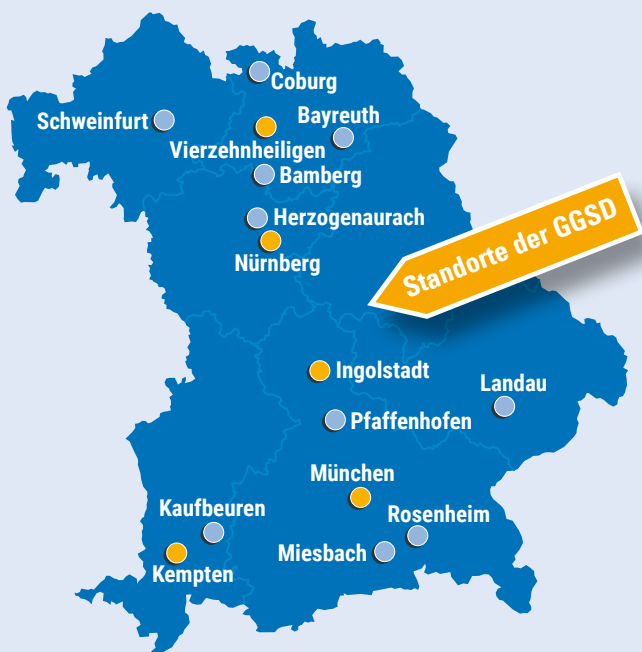 Coburg
Schweinfurt
Bayreuth
Vierzehnheiligen
Bamberg
Herzogenaurach
Nürnberg
Standorte der GGSD
Ingolstadt
Landau
Pfaffenhofen
München
Kaufbeuren
Rosenheim
Miesbach
Kempten